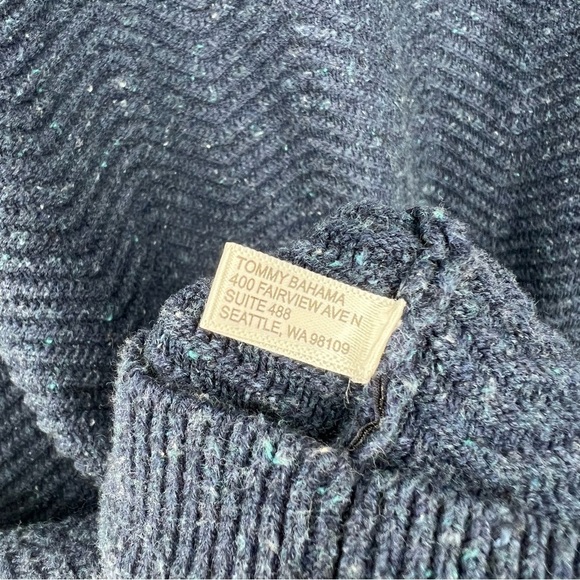 TOMMY BAHAMA
400 FAIRVIEW AVE N
SUITE 488
SEATTLE, WA 98109